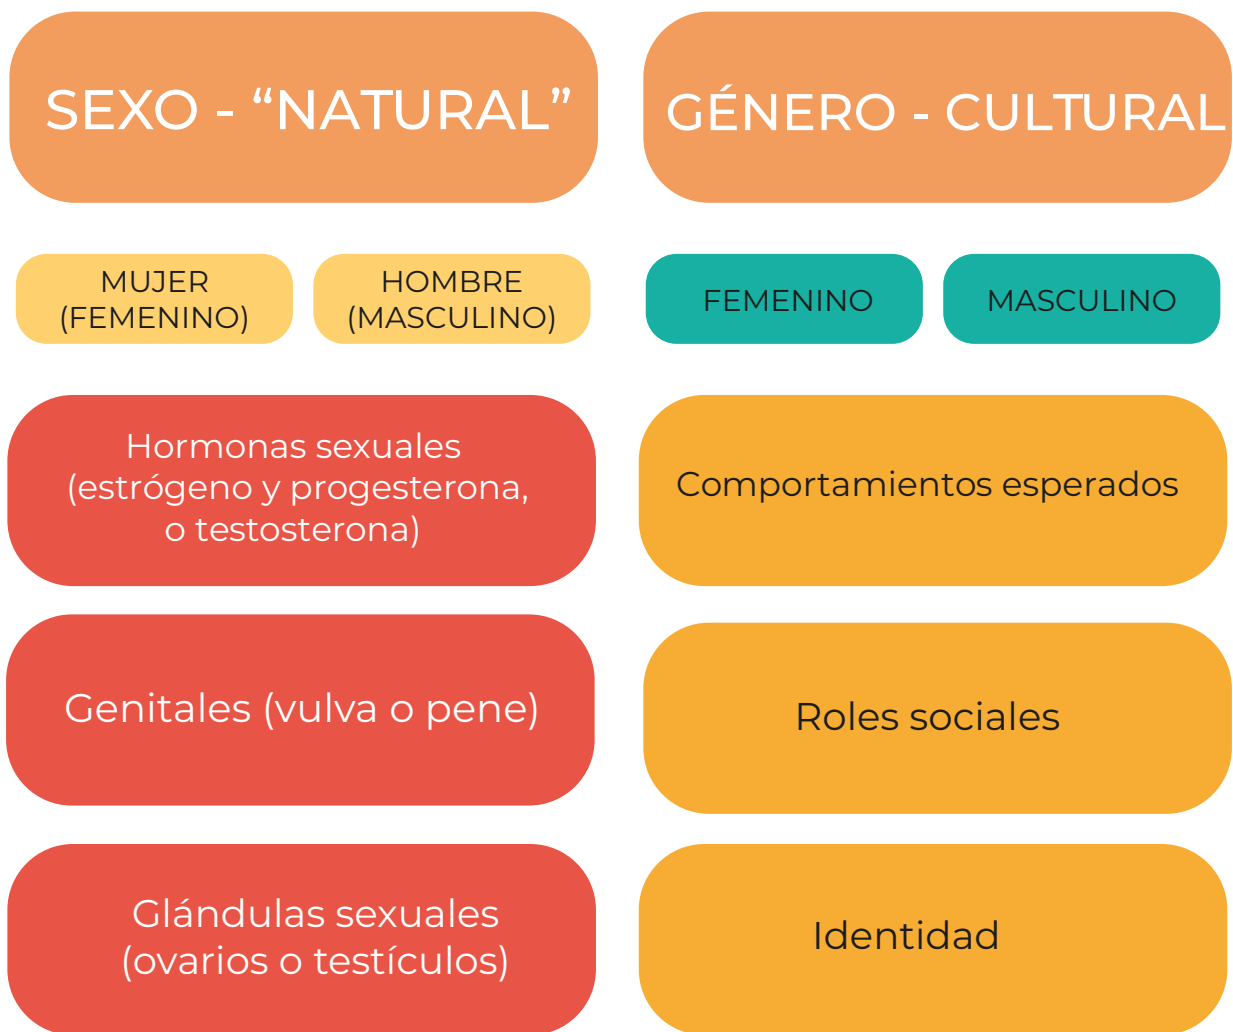 SEXO - “NATURAL”
GÉNERO - CULTURAL
MUJER
(FEMENINO)
HOMBRE
(MASCULINO)
FEMENINO
MASCULINO
Hormonas sexuales
(estrógeno y progesterona,
o testosterona)
Comportamientos esperados
Genitales (vulva o pene)
Roles sociales
Glándulas sexuales
(ovarios o testículos)
Identidad